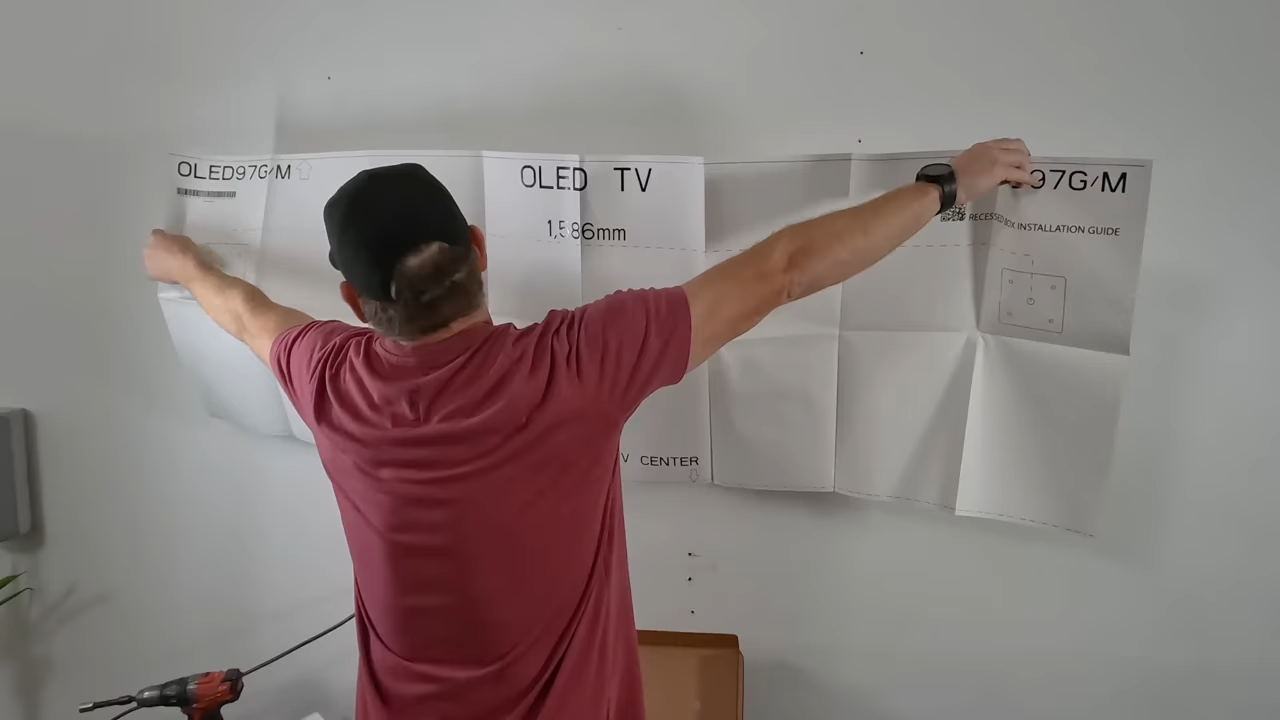 OLED97G/M
OLED TV
97G/M
1,586mm
RECESSED BOX INSTALLATION GUIDE
V CENTER